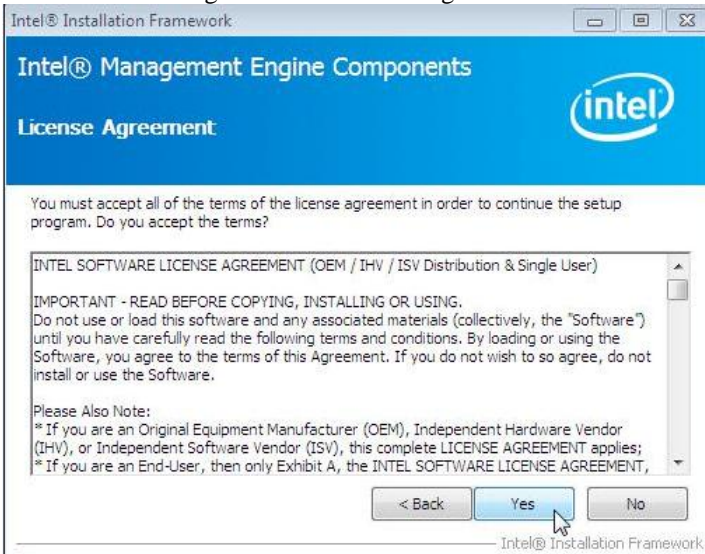 Intel® Installation Framework
Intel® Management Engine Components
intel
License Agreement
You must accept all of the terms of the license agreement in order to continue the setup
program. Do you accept the terms?
INTEL SOFTWARE LICENSE AGREEMENT (OEM / IHV / ISV Distribution & Single User)
IMPORTANT - READ BEFORE COPYING, INSTALLING OR USING.
Do not use or load this software and any associated materials (collectively, the "Software")
until you have carefully read the following terms and conditions. By loading or using the
Software, you agree to the terms of this Agreement. If you do not wish to so agree, do not
install or use the Software.
Please Also Note:
* If you are an Original Equipment Manufacturer (OEM), Independent Hardware Vendor
(IHV), or Independent Software Vendor (ISV), this complete LICENSE AGREEMENT applies;
* If you are an End-User, then only Exhibit A, the INTEL SOFTWARE LICENSE AGREEMENT,
< Back Yes No
Intel® Installation Framework